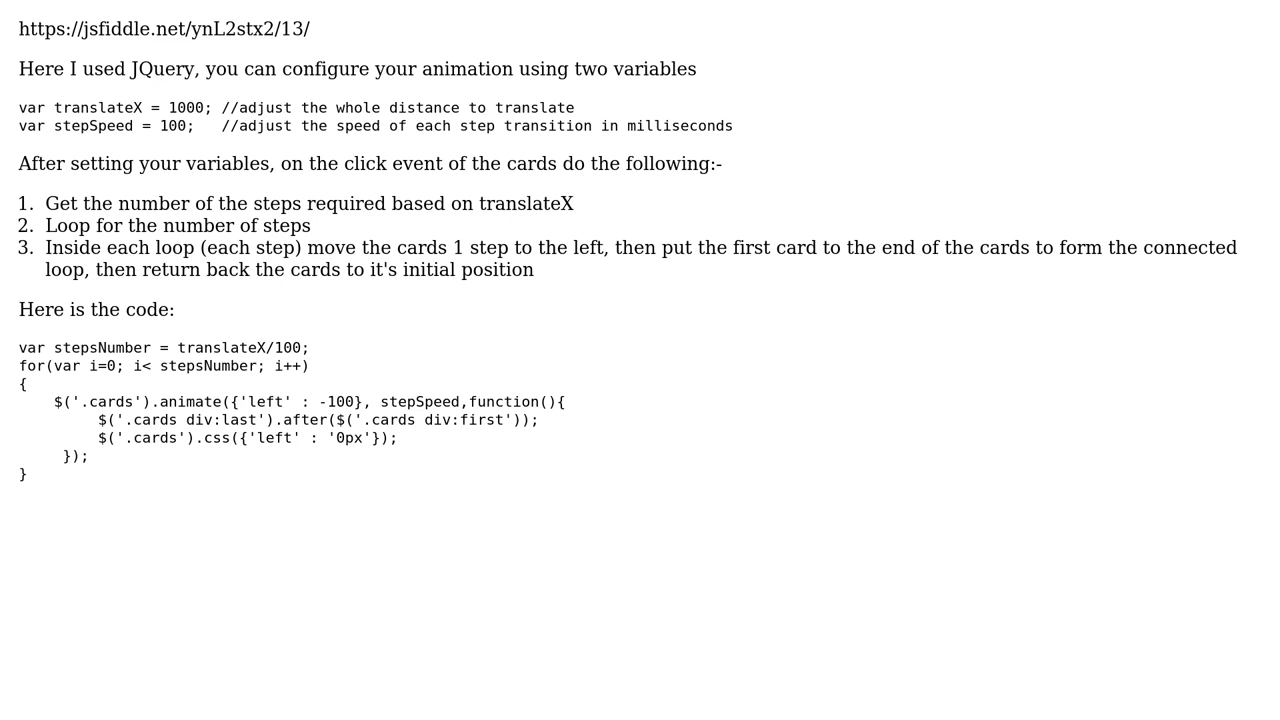 https://jsfiddle.net/ynL2stx2/13/
Here I used JQuery, you can configure your animation using two variables
var translateX = 1000; //adjust the whole distance to translate
var stepSpeed = 100;   //adjust the speed of each step transition in milliseconds
After setting your variables, on the click event of the cards do the following:-
1. Get the number of the steps required based on translateX
2. Loop for the number of steps
3. Inside each loop (each step) move the cards 1 step to the left, then put the first card to the end of the cards to form the connected
loop, then return back the cards to it's initial position
Here is the code:
var stepsNumber = translateX/100;
for(var i=0; i< stepsNumber; i++)
{
    $('.cards').animate({'left' : -100}, stepSpeed,function(){
         $('.cards div:last').after($('.cards div:first'));
         $('.cards').css({'left' : '0px'});
     });
}